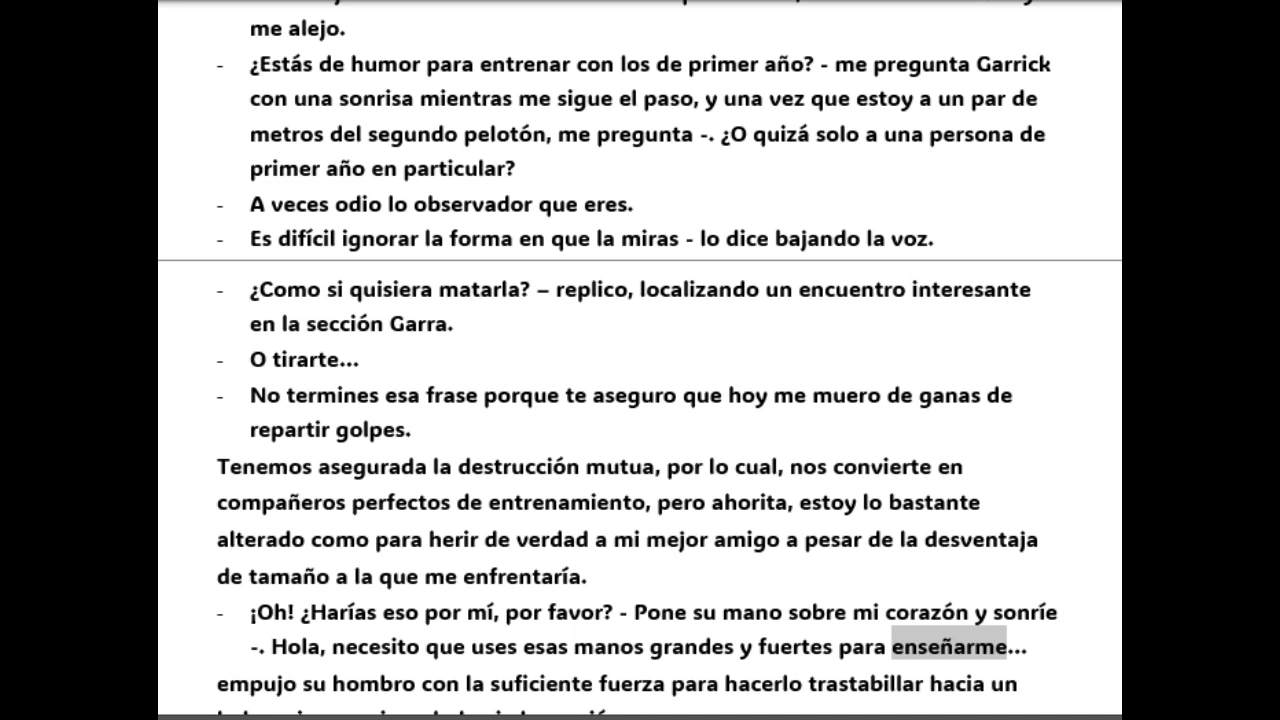 me alejo.
- ¿Estás de humor para entrenar con los de primer año? - me pregunta Garrick
con una sonrisa mientras me sigue el paso, y una vez que estoy a un par de
metros del segundo pelotón, me pregunta -. ¿O quizá solo a una persona de
primer año en particular?
- A veces odio lo observador que eres.
- Es difícil ignorar la forma en que la miras - lo dice bajando la voz.
- ¿Como si quisiera matarla? – replico, localizando un encuentro interesante
en la sección Garra.
- O tirarte...
- No termines esa frase porque te aseguro que hoy me muero de ganas de
repartir golpes.
Tenemos asegurada la destrucción mutua, por lo cual, nos convierte en
compañeros perfectos de entrenamiento, pero ahorita, estoy lo bastante
alterado como para herir de verdad a mi mejor amigo a pesar de la desventaja
de tamaño a la que me enfrentaría.
- ¡Oh! ¿Harías eso por mí, por favor? - Pone su mano sobre mi corazón y sonríe
-. Hola, necesito que uses esas manos grandes y fuertes para enseñarme...
empujo su hombro con la suficiente fuerza para hacerlo trastabillar hacia un